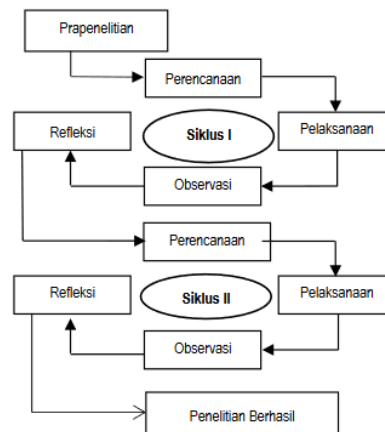 Prapenelitian
Perencanaan
Refleksi
Siklus I
Pelaksanaan
Observasi
Perencanaan
Refleksi
Siklus II
Pelaksanaan
Observasi
Penelitian Berhasil